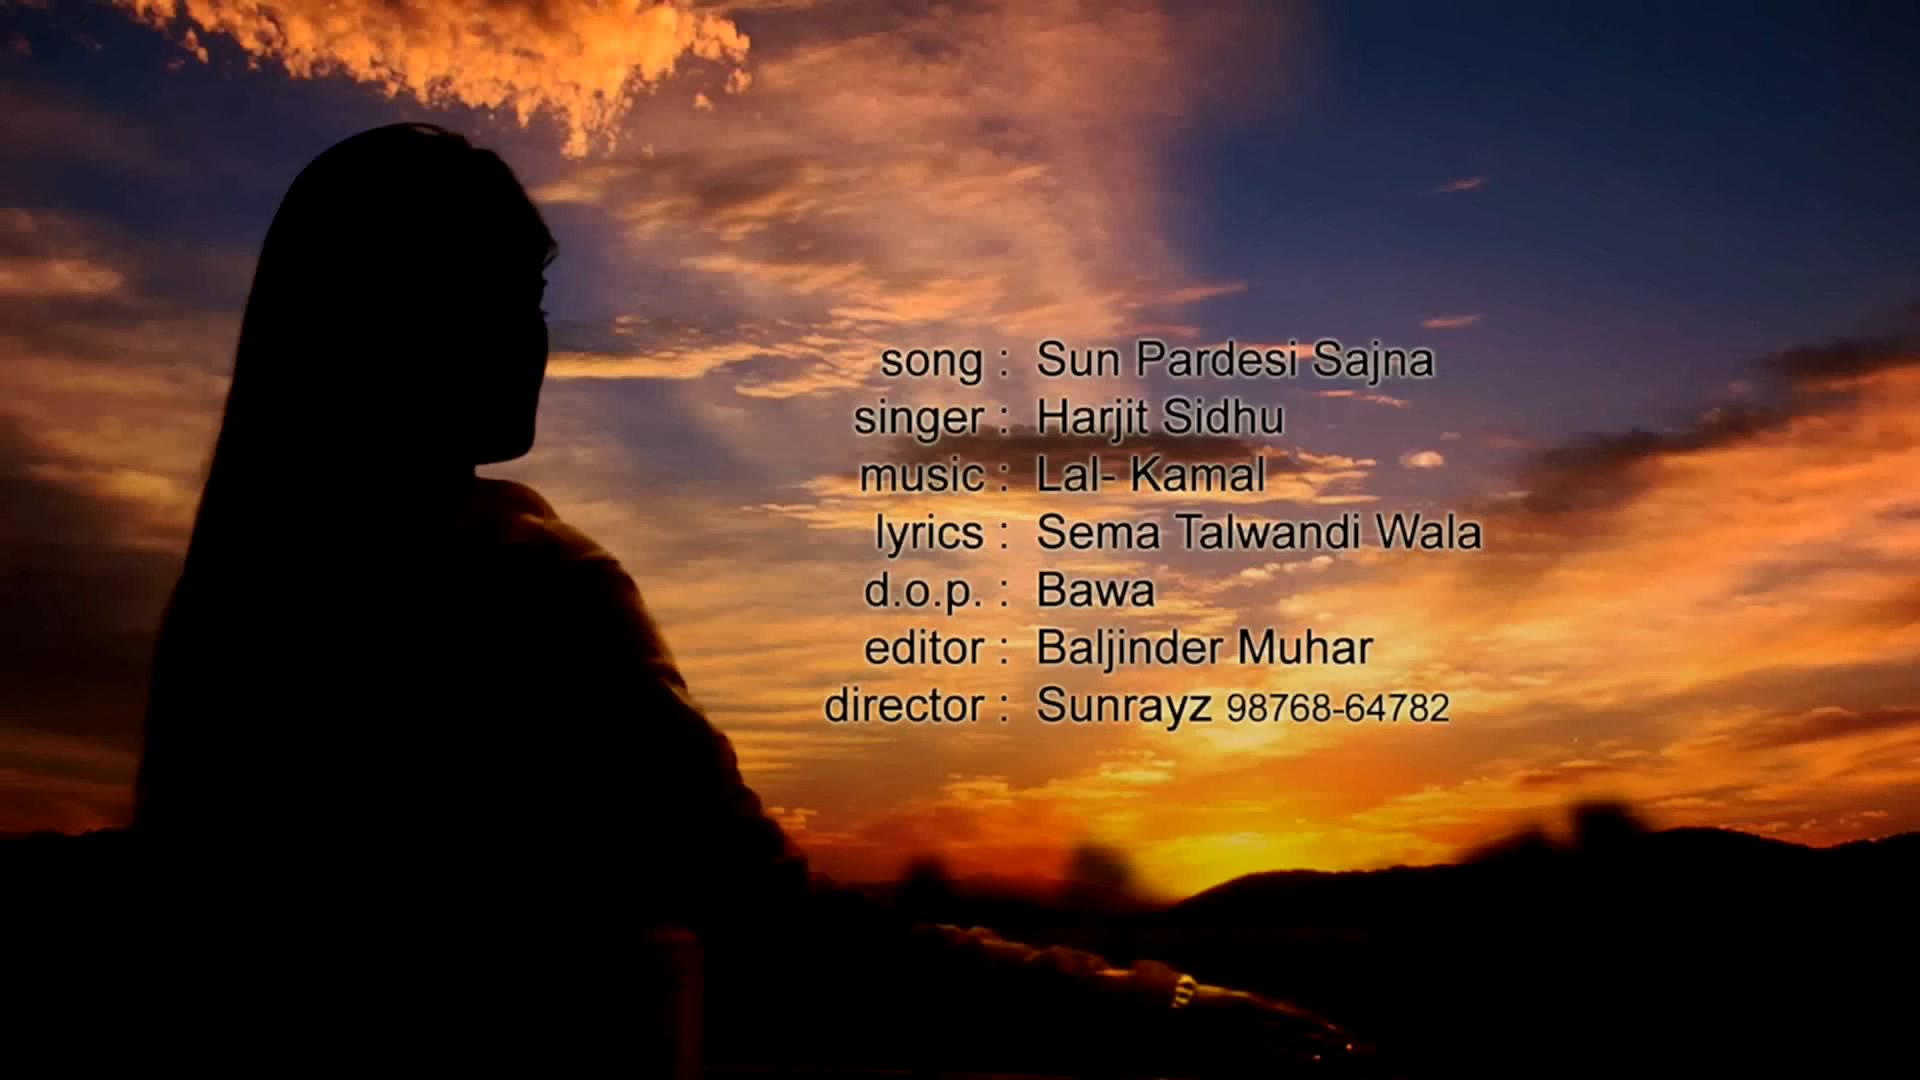 song : Sun Pardesi Sajna
singer : Harjit Sidhu
music : Lal- Kamal
lyrics : Sema Talwandi Wala
d.o.p. : Bawa
editor : Baljinder Muhar
director : Sunrayz 98768-64782